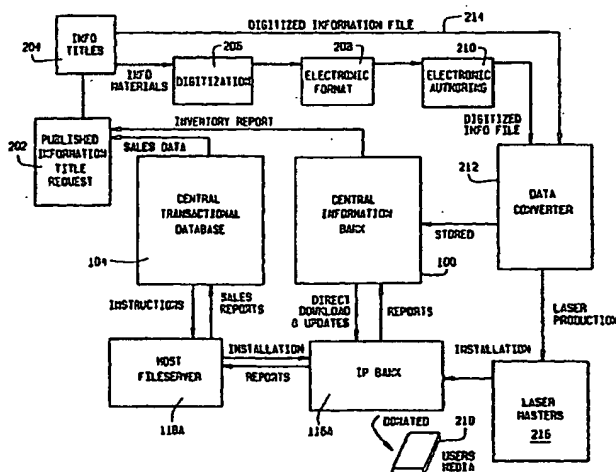 DIGITIZED INFORMATION FILE
214
204
INFO
TITLES
206
DIGITIZATION
208
ELECTRONIC
FORMAT
210
ELECTRONIC
AUTHORING
INFO
MATERIALS
DIGITIZED
INFO FILE
INVENTORY REPORT
SALES DATA
202
PUBLISHED
INFORMATION
TITLE
REQUEST
212
DATA
CONVERTER
CENTRAL
TRANSACTIONAL
DATABASE
104
CENTRAL
INFORMATION
BANK
100
STORED
INSTRUCTIONS
SALES
REPORTS
DIRECT
DOWNLOAD
& UPDATES
REPORTS
LASER
PRODUCTION
HOST
FILESERVER
118A
INSTALLATION
REPORTS
IP BANK
116A
INSTALLATION
LASER
MASTERS
216
DONATED
218
USERS
MEDIA